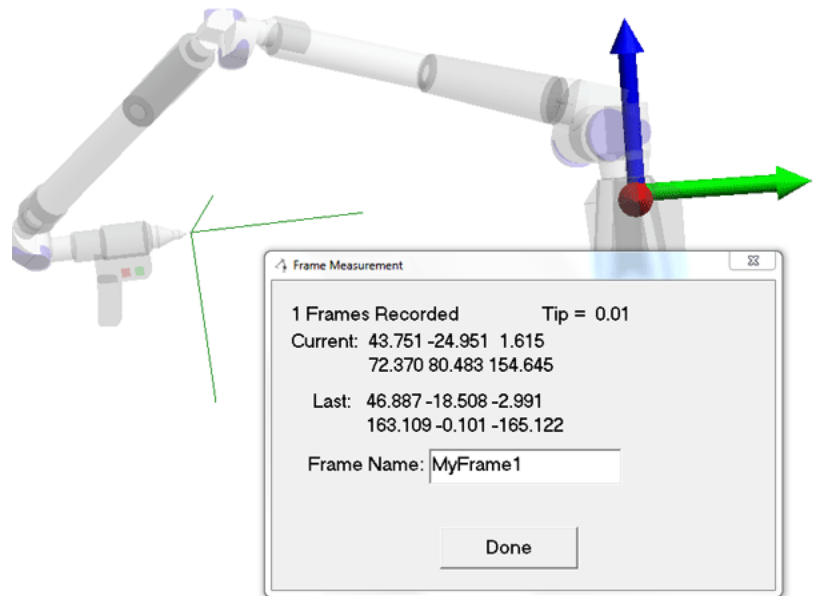 Frame Measurement
1 Frames Recorded Tip = 0.01
Current: 43.751 -24.951 1.615
72.370 80.483 154.645
Last: 46.887 -18.508 -2.991
163.109 -0.101 -165.122
Frame Name: MyFrame1
Done